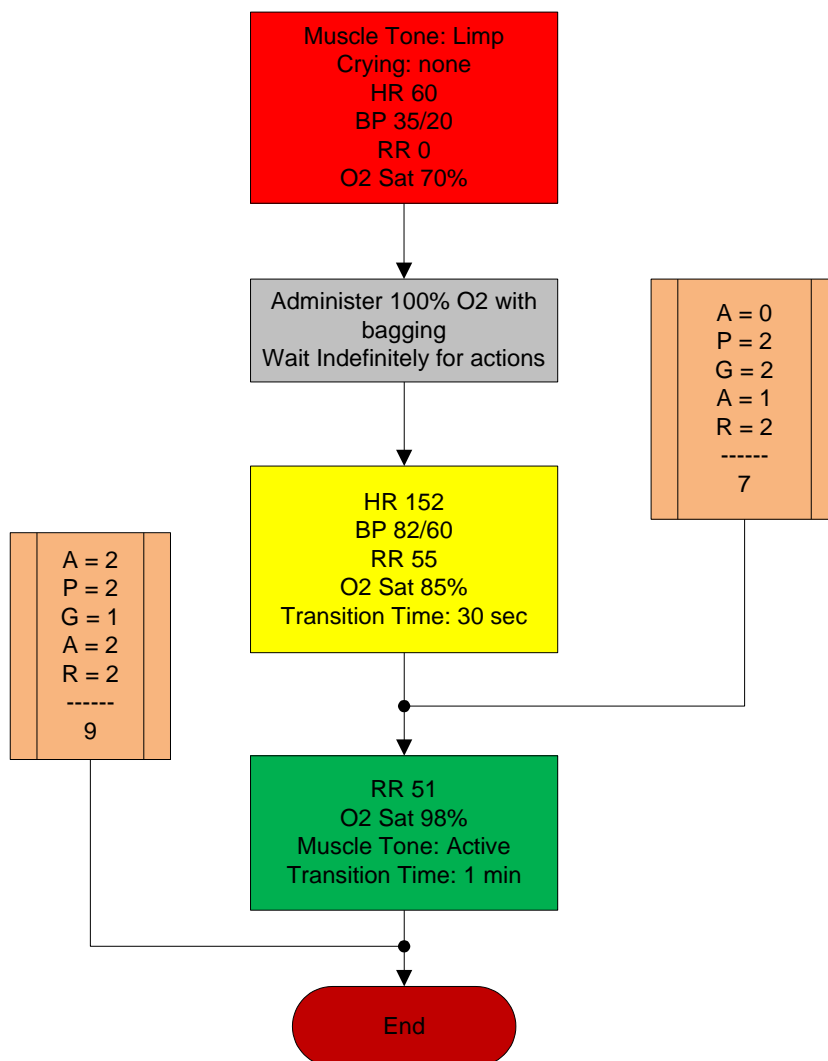 Muscle Tone: Limp
Crying: none
HR 60
BP 35/20
RR 0
O2 Sat 70%
Administer 100% O2 with
bagging
Wait Indefinitely for actions
A = 0
P = 2
G = 2
A = 1
R = 2
------
7
HR 152
BP 82/60
RR 55
O2 Sat 85%
Transition Time: 30 sec
A = 2
P = 2
G = 1
A = 2
R = 2
------
9
RR 51
O2 Sat 98%
Muscle Tone: Active
Transition Time: 1 min
End